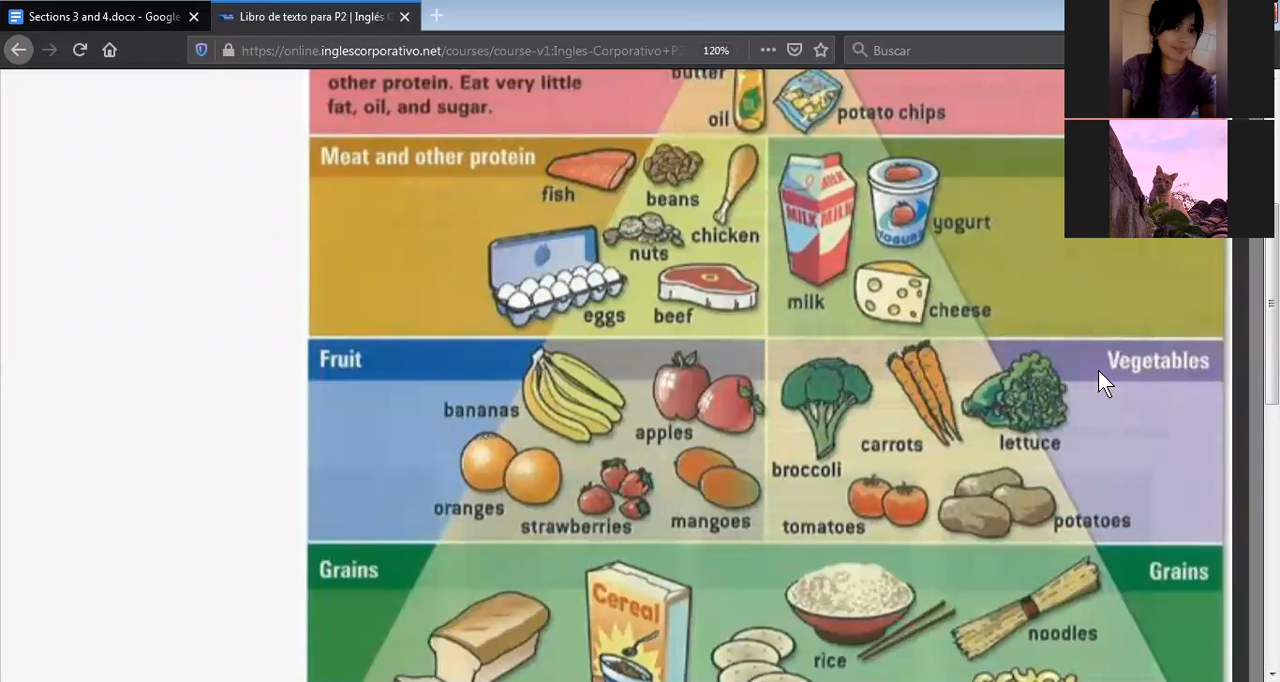 Sections 3 and 4.docx - Google
Libro de texto para P2 | Inglés C
https://online.inglescorporativo.net/courses/course-v1:Ingles-Corporativo+P
120%
Buscar
other protein. Eat very little
fat, oil, and sugar.
butter
oil
potato chips
Meat and other protein
fish
beans
chicken
nuts
eggs
beef
MILK
MILK
MILK
milk
YOGURT
yogurt
cheese
Fruit
Vegetables
bananas
apples
oranges
strawberries
mangoes
broccoli
carrots
lettuce
tomatoes
potatoes
Grains
Grains
Cereal
rice
noodles